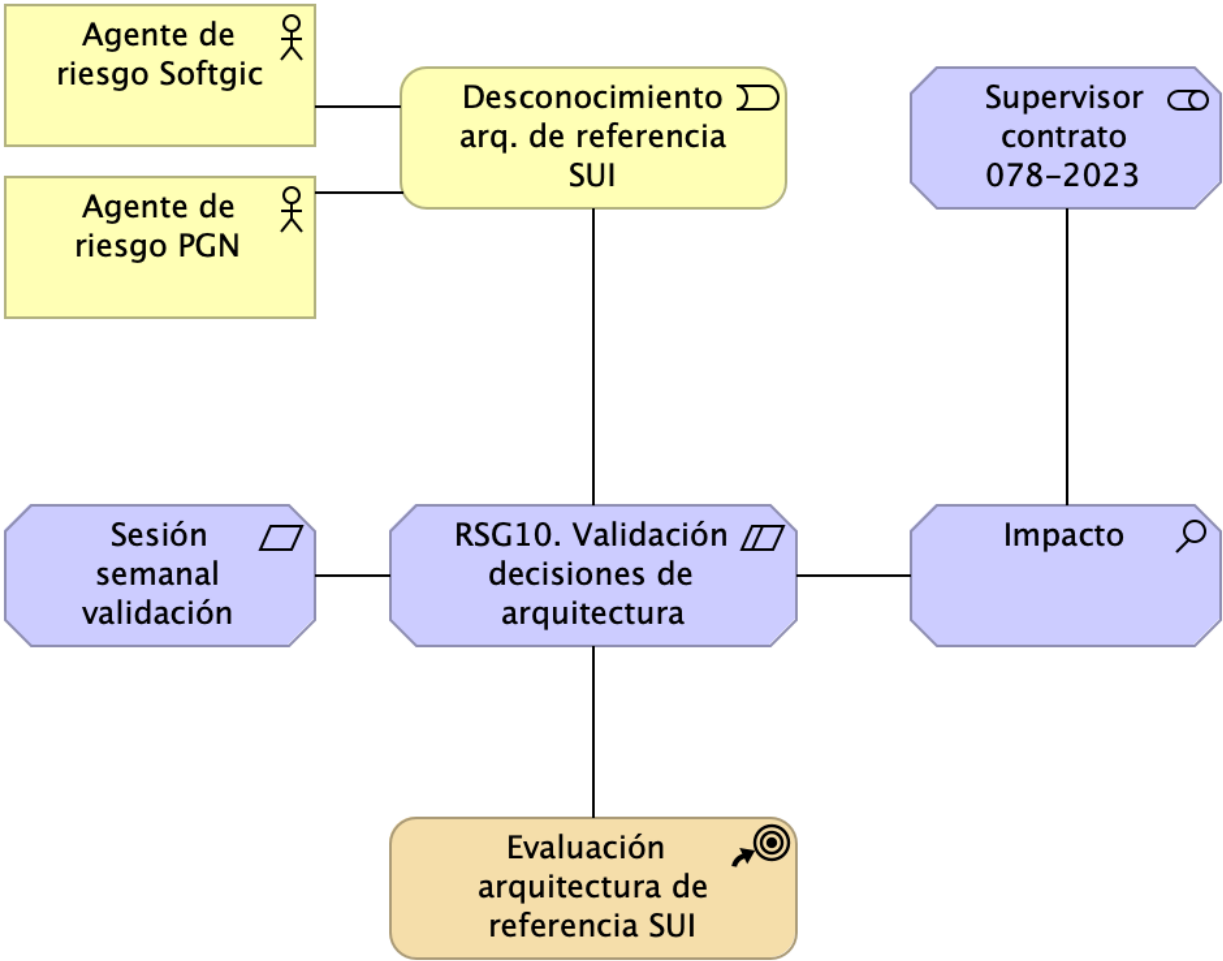 Agente de
riesgo Softgic
Desconocimiento
arq. de referencia
SUI
Supervisor
contrato
078-2023
Agente de
riesgo PGN
Sesión
semanal
validación
RSG10. Validación
decisiones de
arquitectura
Impacto
Evaluación
arquitectura de
referencia SUI